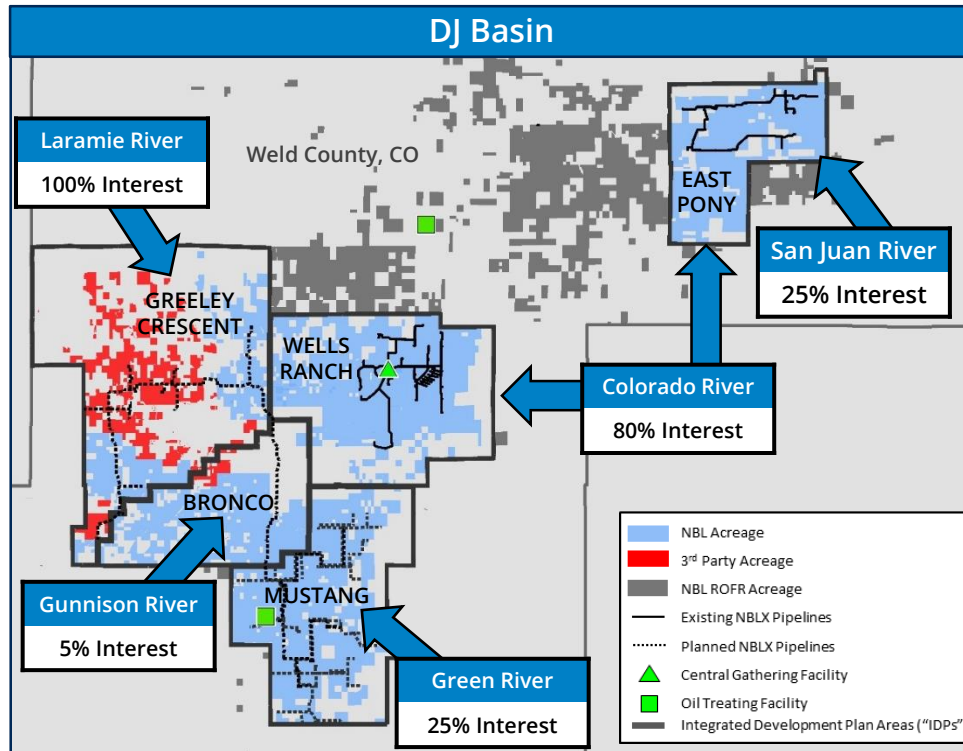 DJ Basin
Laramie River
100% Interest
Weld County, CO
EAST
PONY
San Juan River
25% Interest
GREELEY
CRESCENT
WELLS
RANCH
Colorado River
80% Interest
BRONCO
Gunnison River
5% Interest
MUSTANG
Green River
25% Interest
NBL Acreage
3rd Party Acreage
NBL ROFR Acreage
Existing NBLX Pipelines
Planned NBLX Pipelines
Central Gathering Facility
Oil Treating Facility
Integrated Development Plan Areas ("IDPs"